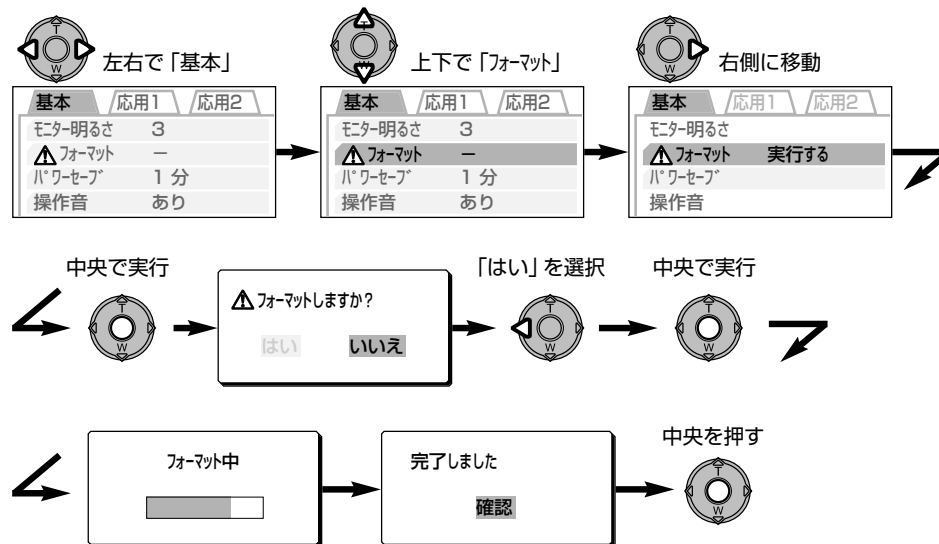 左右で「基本」
基本 応用1 応用2
モニター明るさ 3
フォーマット －
パワーセーブ 1分
操作音 あり
上下で「フォーマット」
基本 応用1 応用2
モニター明るさ 3
フォーマット －
パワーセーブ 1分
操作音 あり
右側に移動
基本 応用1 応用2
モニター明るさ
フォーマット 実行する
パワーセーブ
操作音
中央で実行
T
W
フォーマットしますか？
はい いいえ
「はい」を選択
T
W
中央で実行
T
W
フォーマット中
完了しました
確認
中央を押す
T
W